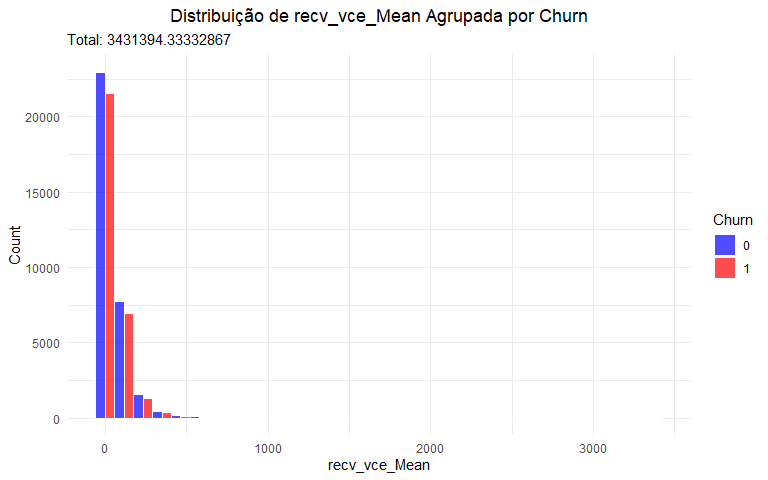 Distribuição de recv_vce_Mean Agrupada por Churn
Total: 3431394.33332867
Count
20000
15000
10000
5000
0
0 1000 2000 3000
recv_vce_Mean
Churn
0
1